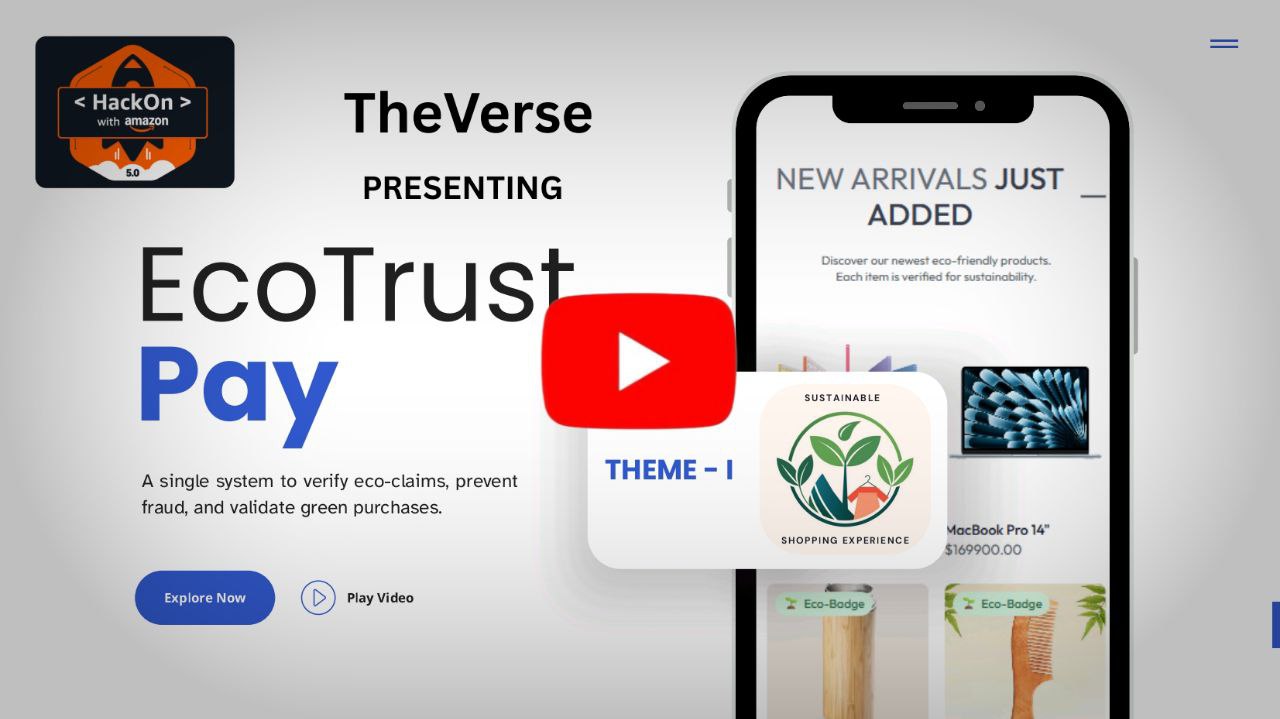 < HackOn >
with amazon
5.0
TheVerse
PRESENTING
EcoTrust
Pay
A single system to verify eco-claims, prevent
fraud, and validate green purchases.
Explore Now
Play Video
NEW ARRIVALS JUST
ADDED
Discover our newest eco-friendly products.
Each item is verified for sustainability.
THEME - I
SUSTAINABLE
SHOPPING EXPERIENCE
MacBook Pro 14"
$169900.00
Eco-Badge
Eco-Badge